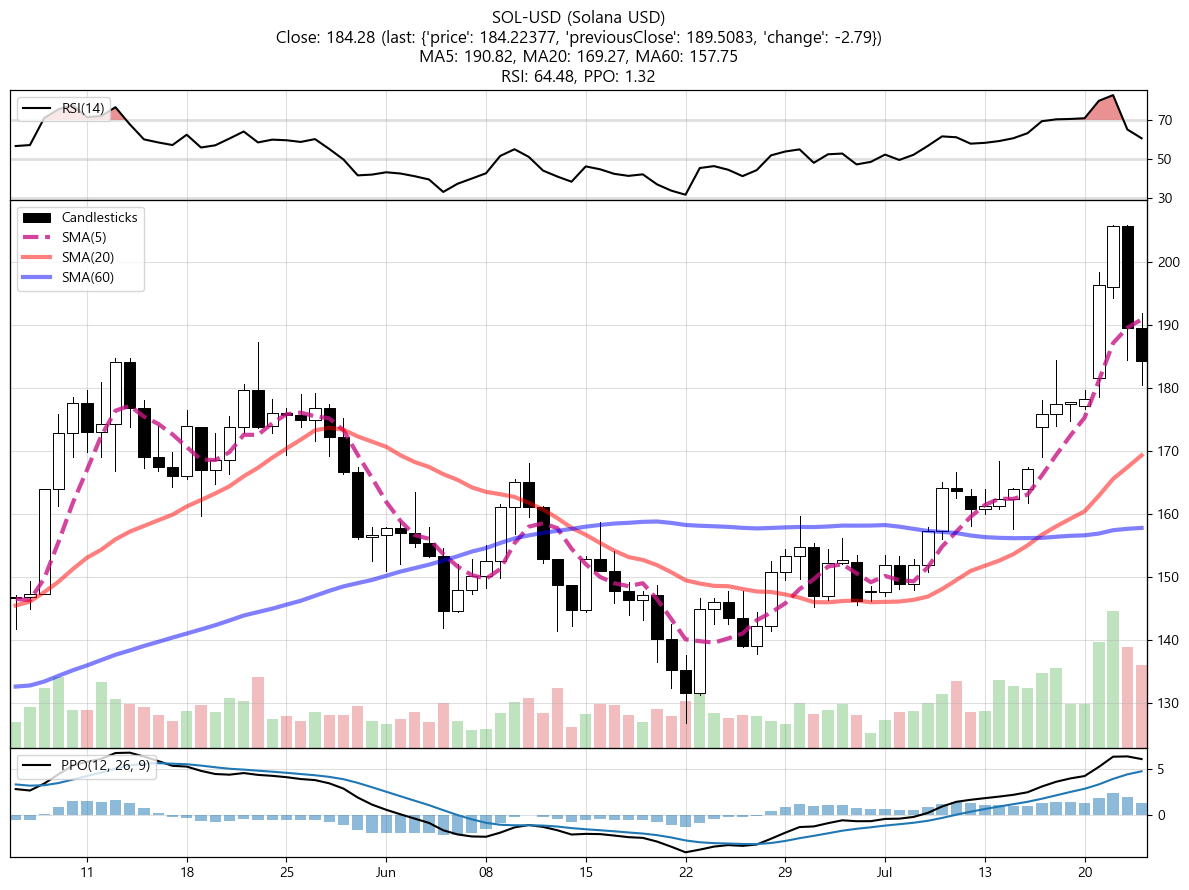 SOL-USD (Solana USD)
Close: 184.28 (last: {'price': 184.22377, 'previousClose': 189.5083, 'change': -2.79})
MA5: 190.82, MA20: 169.27, MA60: 157.75
RSI: 64.48, PPO: 1.32
RSI(14)
70
50
30
Candlesticks
SMA(5)
SMA(20)
SMA(60)
200
190
180
170
160
150
140
130
PPO(12, 26, 9)
5
0
11 18 25 Jun 08 15 22 29 Jul 13 20